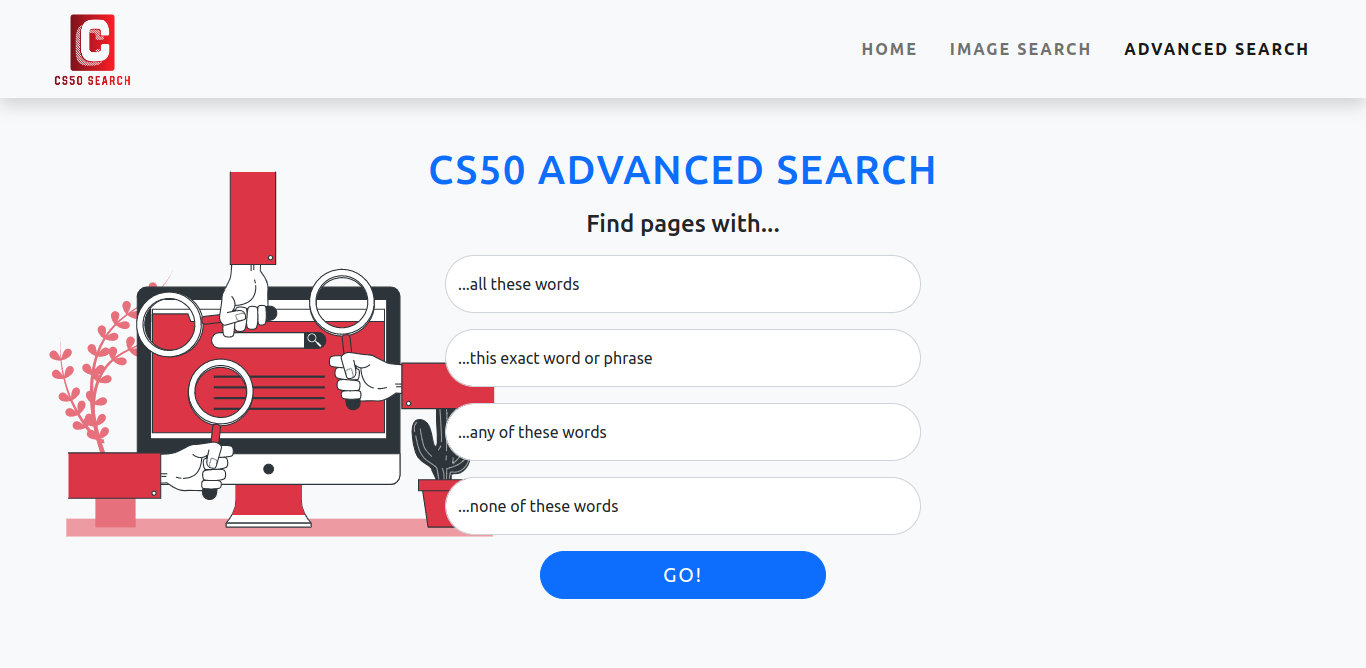 C
CS50 SEARCH
HOME
IMAGE SEARCH
ADVANCED SEARCH
CS50 ADVANCED SEARCH
Find pages with...
...all these words
...this exact word or phrase
...any of these words
...none of these words
GO!